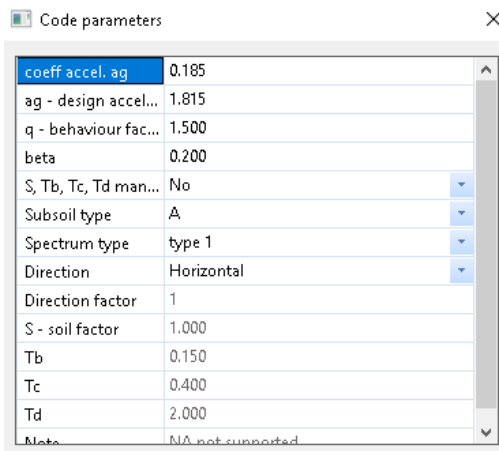 Code parameters
coeff accel. ag 0.185
ag - design accel... 1.815
q - behaviour fac... 1.500
beta 0.200
S, Tb, Tc, Td man... No
Subsoil type A
Spectrum type type 1
Direction Horizontal
Direction factor 1
S - soil factor 1.000
Tb 0.150
Tc 0.400
Td 2.000
Note NA not supported